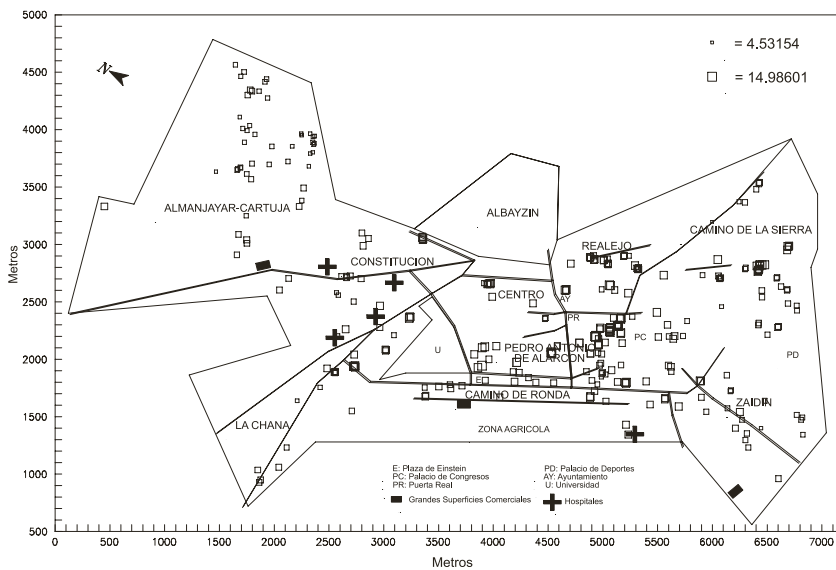 5000
4500
4000
3500
3000
2500
2000
1500
1000
500
Metros
N
= 4.53154
= 14.98601
ALMANJAYAR-CARTUJA
ALBAYZIN
REALEJO
CAMINO DE LA SIERRA
CONSTITUCION
CENTRO
AY
PR
PC
PD
U
PEDRO ANTONIO
DE ALARCON
E
CAMINO DE RONDA
ZAIDIN
LA CHANA
ZONA AGRICOLA
E: Plaza de Einstein
PC: Palacio de Congresos
PR: Puerta Real
PD: Palacio de Deportes
AY: Ayuntamiento
U: Universidad
Grandes Superficies Comerciales
Hospitales
0 500 1000 1500 2000 2500 3000 3500 4000 4500 5000 5500 6000 6500 7000
Metros